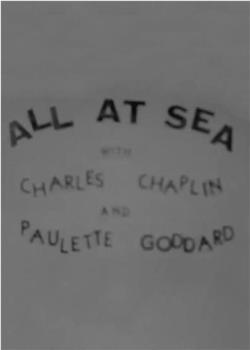 ALL AT SEA
WITH
CHARLES CHAPLIN
AND
PAULETTE GODDARD